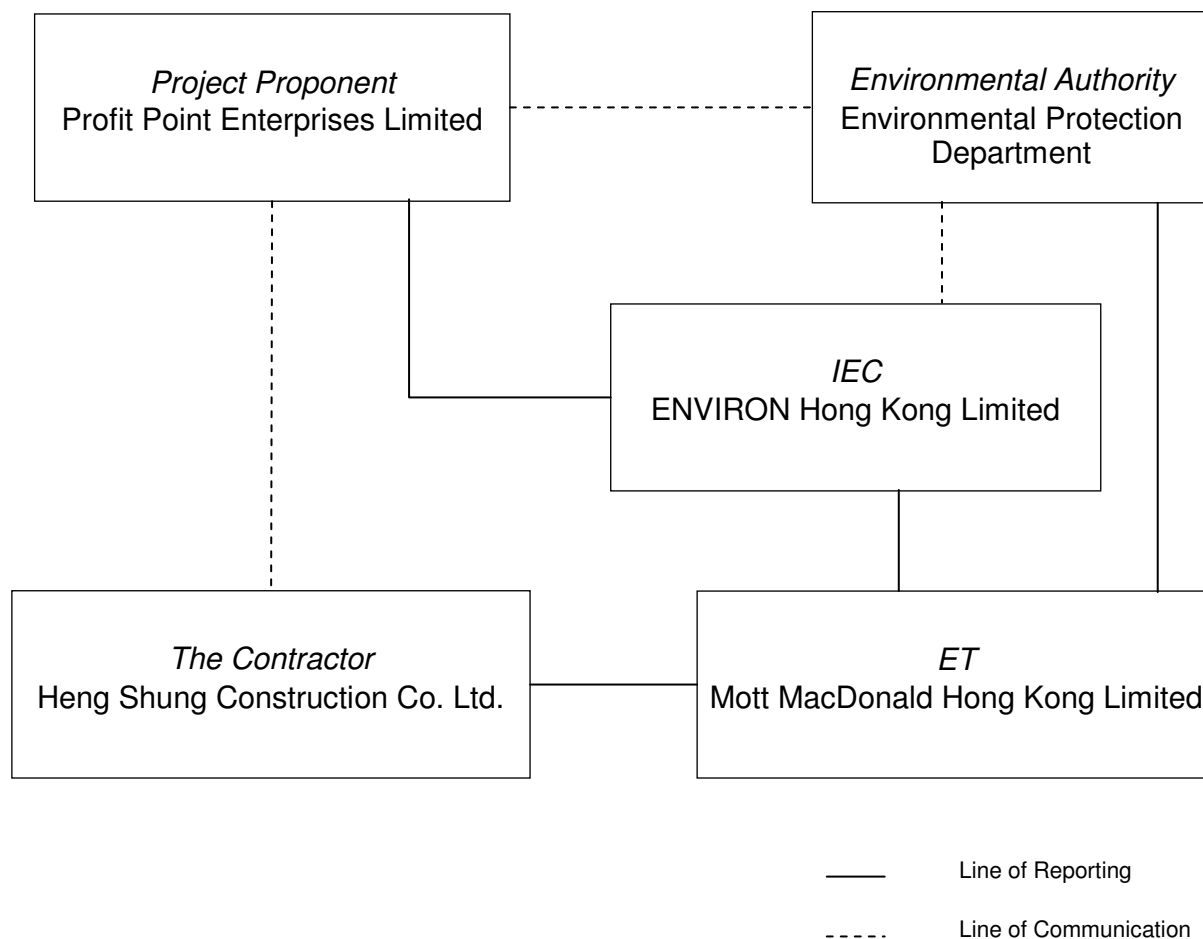 Project Proponent
Profit Point Enterprises Limited
Environmental Authority
Environmental Protection
Department
IEC
ENVIRON Hong Kong Limited
The Contractor
Heng Shung Construction Co. Ltd.
ET
Mott MacDonald Hong Kong Limited
Line of Reporting
Line of Communication